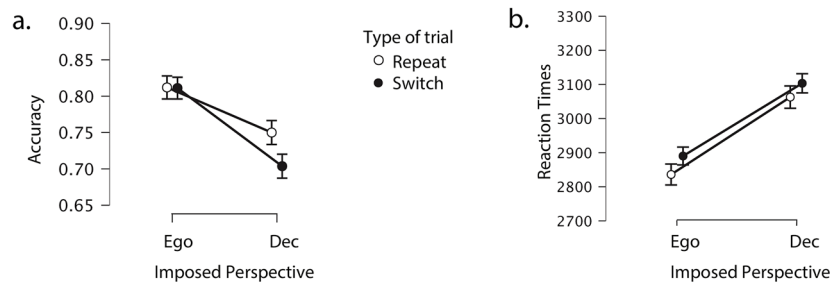 a.
Accuracy
0.90
0.85
0.80
0.75
0.70
0.65
Ego
Dec
Imposed Perspective
Type of trial
Repeat
Switch
b.
Reaction Times
3300
3200
3100
3000
2900
2800
2700
Ego
Dec
Imposed Perspective